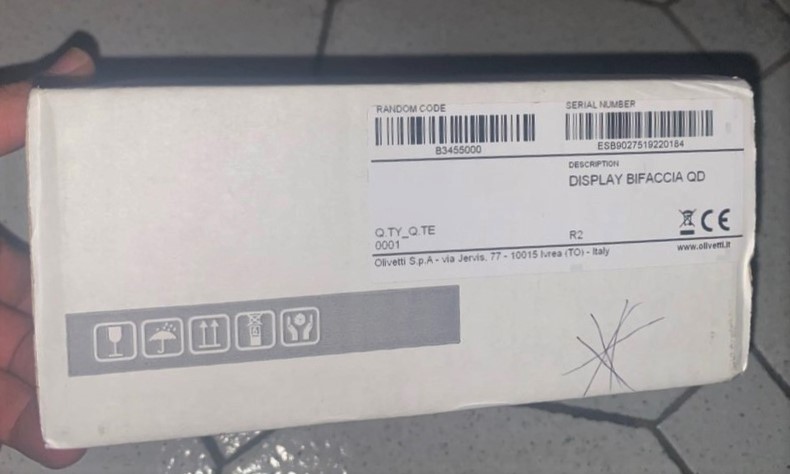 RANDOM CODE
SERIAL NUMBER
B3455000
ESB9027519220184
DESCRIPTION
DISPLAY BIFACCIA QD
Q.TY_Q.TE
0001
R2
CE
Olivetti S.p.A - via Jervis, 77 - 10015 Ivrea (TO) - Italy
www.olivetti.it